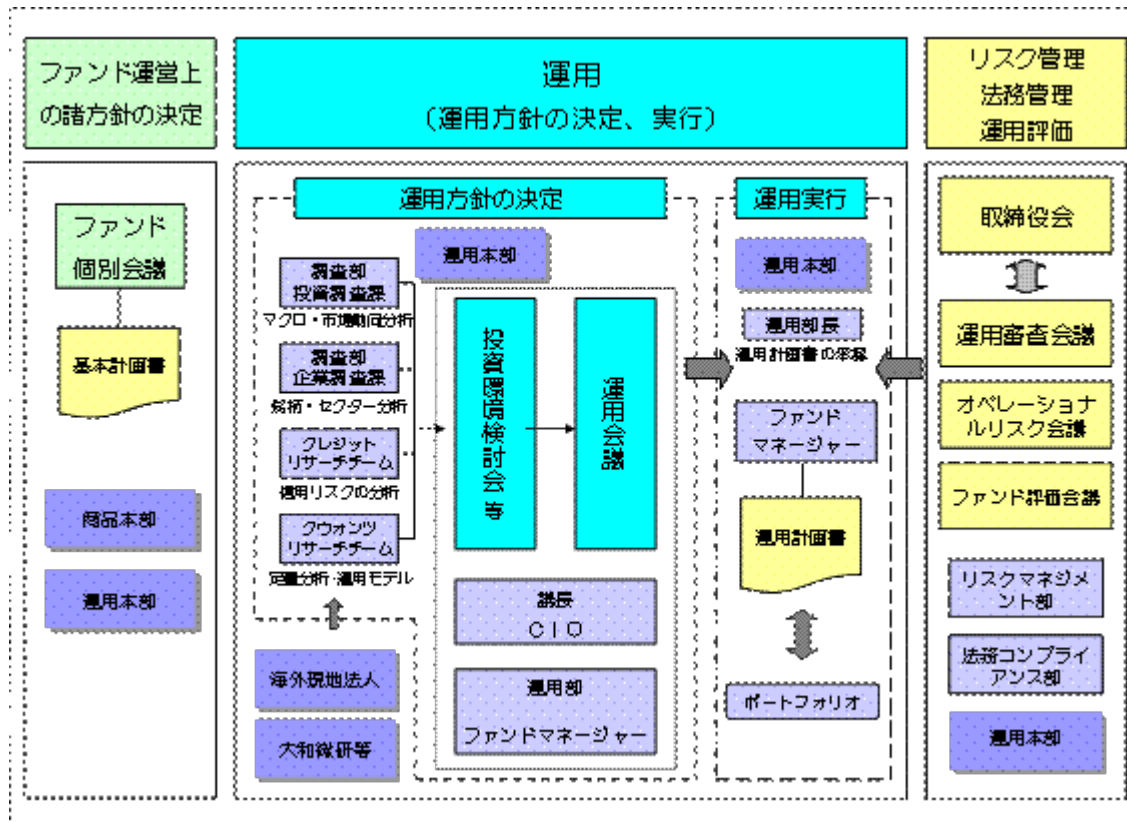 ファンド運営上
の諸方針の決定
運用
（運用方針の決定、実行）
リスク管理
法務管理
運用評価
ファンド
個別会議
基本計画書
商品本部
運用本部
運用方針の決定
運用本部
調査部
投資調査課
マクロ・市場動向分析
調査部
企業調査課
銘柄・セクター分析
クレジット
リサーチチーム
信用リスクの分析
クウォンツ
リサーチチーム
定量分析・運用モデル
海外現地法人
大和総研等
投資環境検討会 等
運用会議
議長
ＣＩＯ
運用部
ファンドマネージャー
運用実行
運用本部
運用部長
運用計画書の承認
ファンド
マネージャー
運用計画書
ポートフォリオ
取締役会
運用審査会議
オペレーショナ
ルリスク会議
ファンド評価会議
リスクマネジメ
ント部
法務コンプライ
アンス部
運用本部